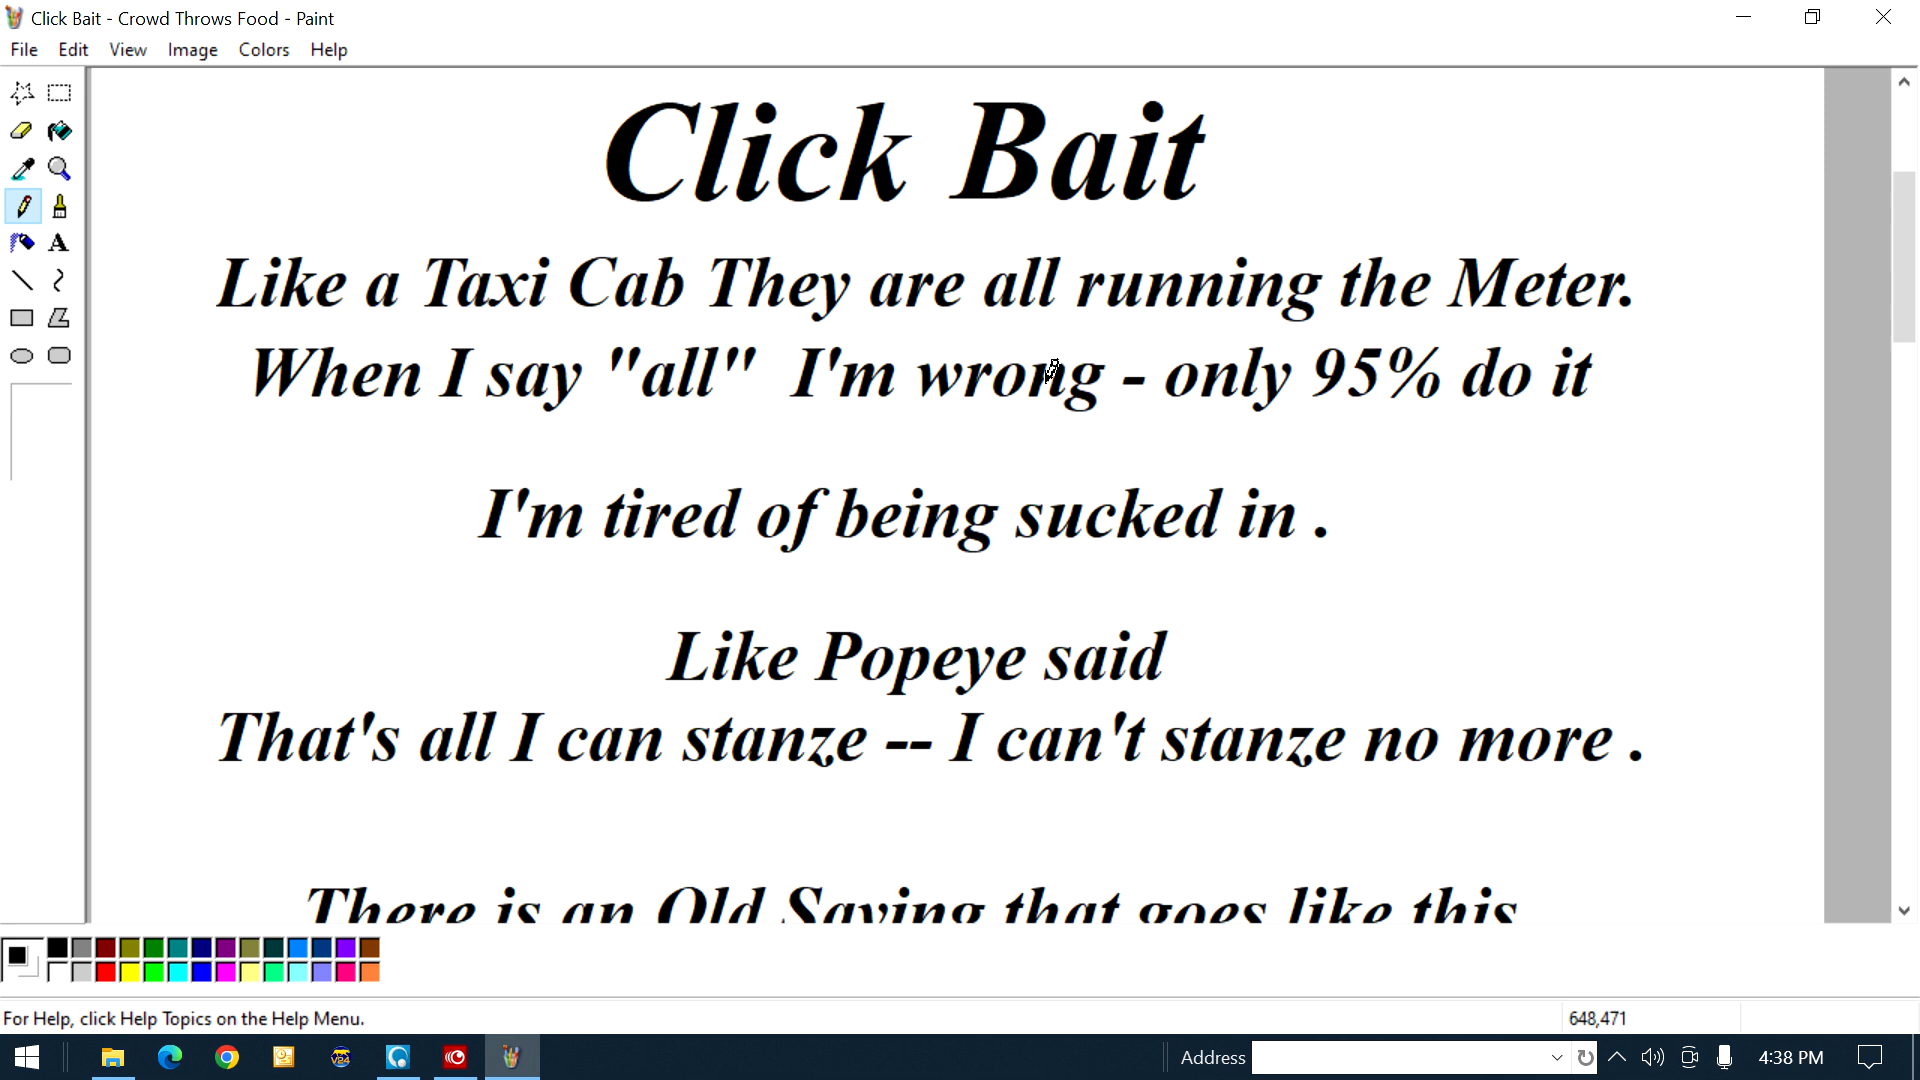 Click Bait - Crowd Throws Food - Paint
File Edit View Image Colors Help
Click Bait
Like a Taxi Cab They are all running the Meter.
When I say "all"  I'm wrong - only 95% do it
I'm tired of being sucked in .
Like Popeye said
That's all I can stanze -- I can't stanze no more .
There is an Old Saying that goes like this
For Help, click Help Topics on the Help Menu.
648,471
V24
Address
4:38 PM